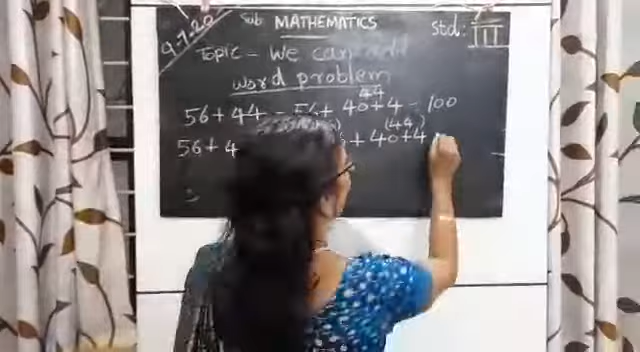 9-7-20 Sub: MATHEMATICS Std: III
Topic - We can add
word problem
44
56+ 44 = 56+ 40+4 = 100
(44)
56+ 4 + 40+4